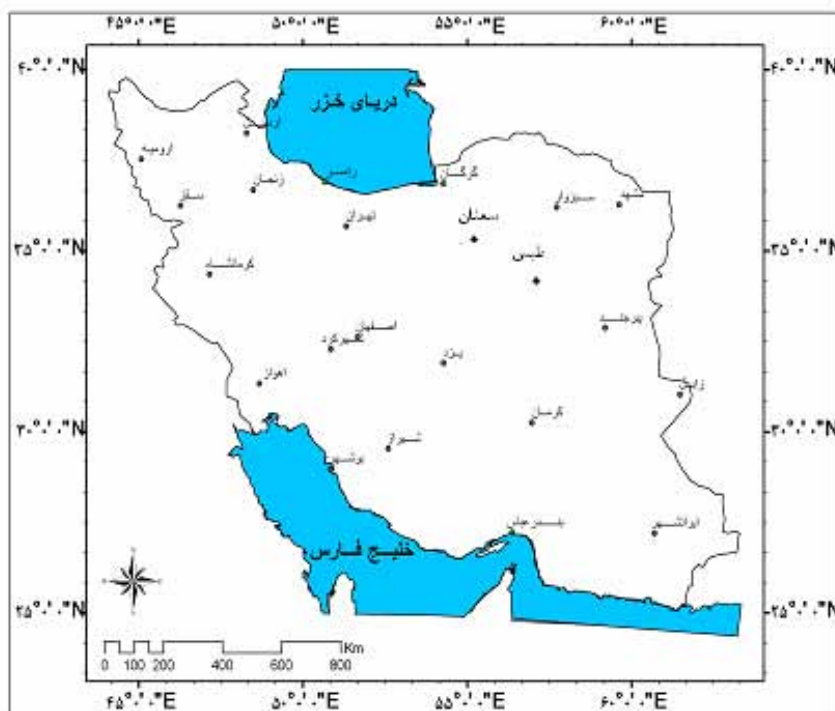 ۴۵°۰'۰"E ۵۰°۰'۰"E ۵۵°۰'۰"E ۶۰°۰'۰"E
۴۰°۰'۰"N ۴۰°۰'۰"N
دریای خزر
ارومیه
رامسر
گرگان
زنجان
سقز
سبزوار
مشهد
تهران
سمنان
۳۵°۰'۰"N ۳۵°۰'۰"N
طبس
کرمانشاه
بیرجند
اصفهان
شهرکرد
یزد
اهواز
زابل
کرمان
۳۰°۰'۰"N ۳۰°۰'۰"N
شیراز
بوشهر
بندرعباس
ایرانشهر
خلیج فارس
۲۵°۰'۰"N ۲۵°۰'۰"N
Km
0 100 200 400 600 800
۴۵°۰'۰"E ۵۰°۰'۰"E ۵۵°۰'۰"E ۶۰°۰'۰"E